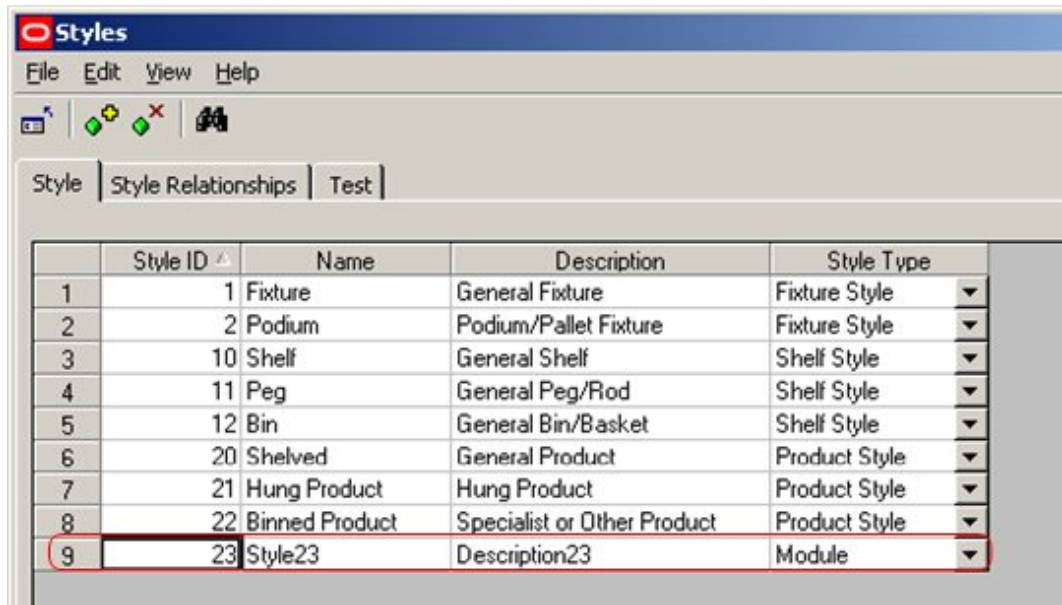 Styles
File Edit View Help
Style Style Relationships Test
Style ID Name Description Style Type
1 1 Fixture General Fixture Fixture Style
2 2 Podium Podium/Pallet Fixture Fixture Style
3 10 Shelf General Shelf Shelf Style
4 11 Peg General Peg/Rod Shelf Style
5 12 Bin General Bin/Basket Shelf Style
6 20 Shelved General Product Product Style
7 21 Hung Product Hung Product Product Style
8 22 Binned Product Specialist or Other Product Product Style
9 23 Style23 Description23 Module